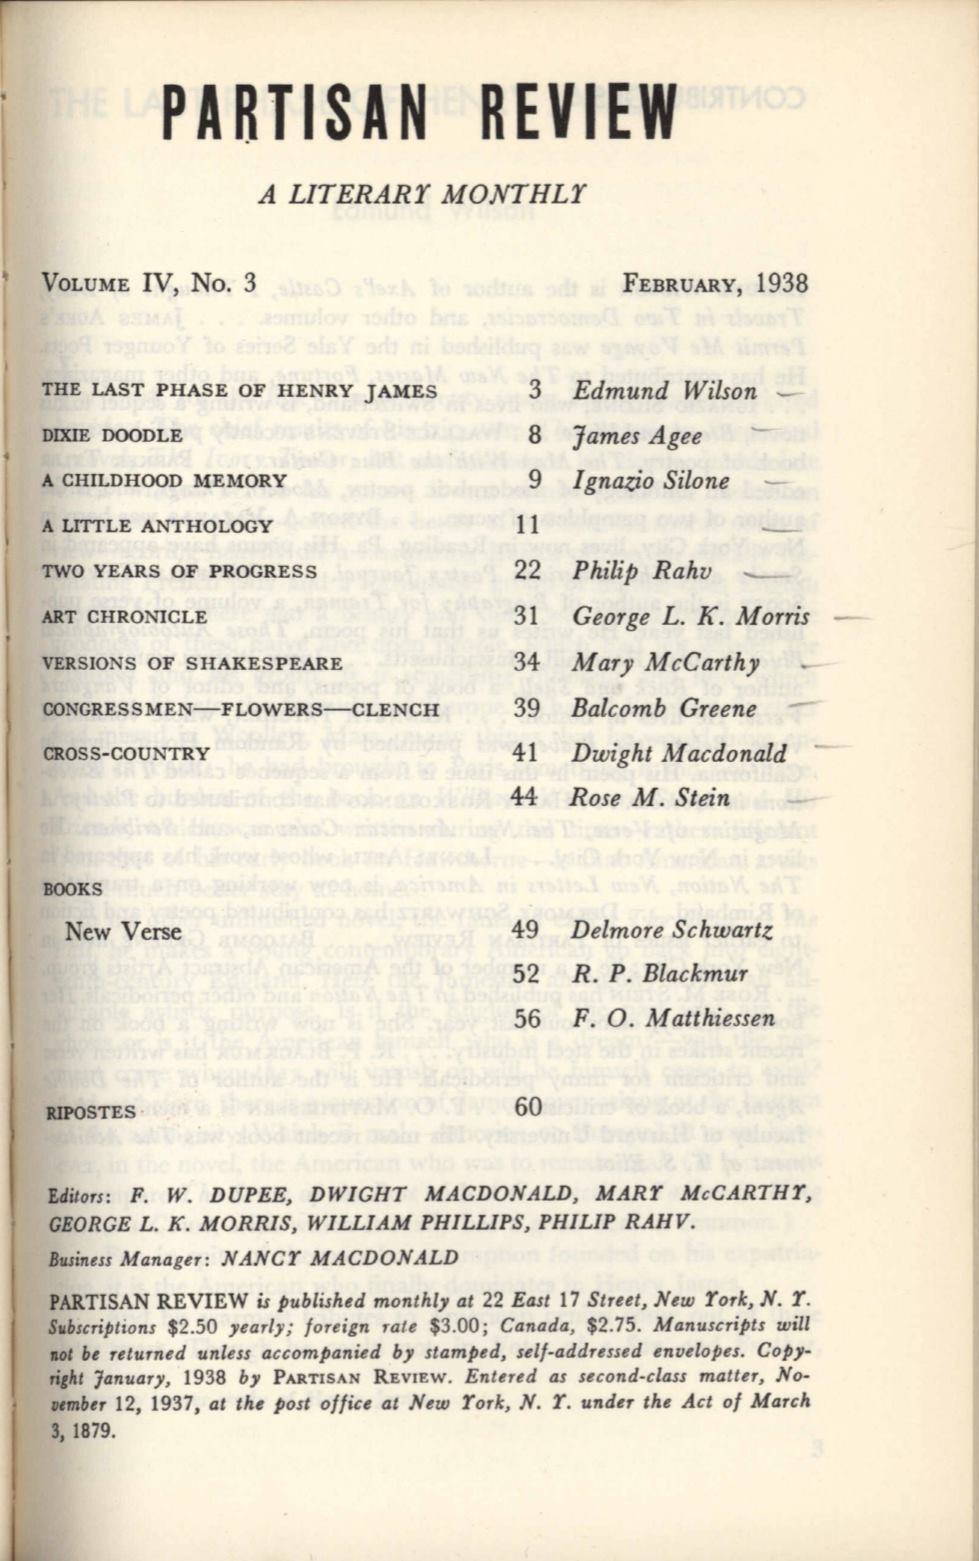 PARTISAN REVIEW
A LITERARY MONTHLY
VOLUME IV, No. 3 FEBRUARY, 1938
THE LAST PHASE OF HENRY JAMES 3 Edmund Wilson
DIXIE DOODLE 8 James Agee
A CHILDHOOD MEMORY 9 Ignazio Silone
A LITTLE ANTHOLOGY 11
TWO YEARS OF PROGRESS 22 Philip Rahv
ART CHRONICLE 31 George L. K. Morris
VERSIONS OF SHAKESPEARE 34 Mary McCarthy
CONGRESSMEN—FLOWERS—CLENCH 39 Balcomb Greene
CROSS-COUNTRY 41 Dwight Macdonald
44 Rose M. Stein
BOOKS
New Verse 49 Delmore Schwartz
52 R. P. Blackmur
56 F. O. Matthiessen
RIPOSTES 60
Editors: F. W. DUPEE, DWIGHT MACDONALD, MARY McCARTHY,
GEORGE L. K. MORRIS, WILLIAM PHILLIPS, PHILIP RAHV.
Business Manager: NANCY MACDONALD
PARTISAN REVIEW is published monthly at 22 East 17 Street, New York, N. Y.
Subscriptions $2.50 yearly; foreign rate $3.00; Canada, $2.75. Manuscripts will
not be returned unless accompanied by stamped, self-addressed envelopes. Copy-
right January, 1938 by PARTISAN REVIEW. Entered as second-class matter, No-
vember 12, 1937, at the post office at New York, N. Y. under the Act of March
3, 1879.